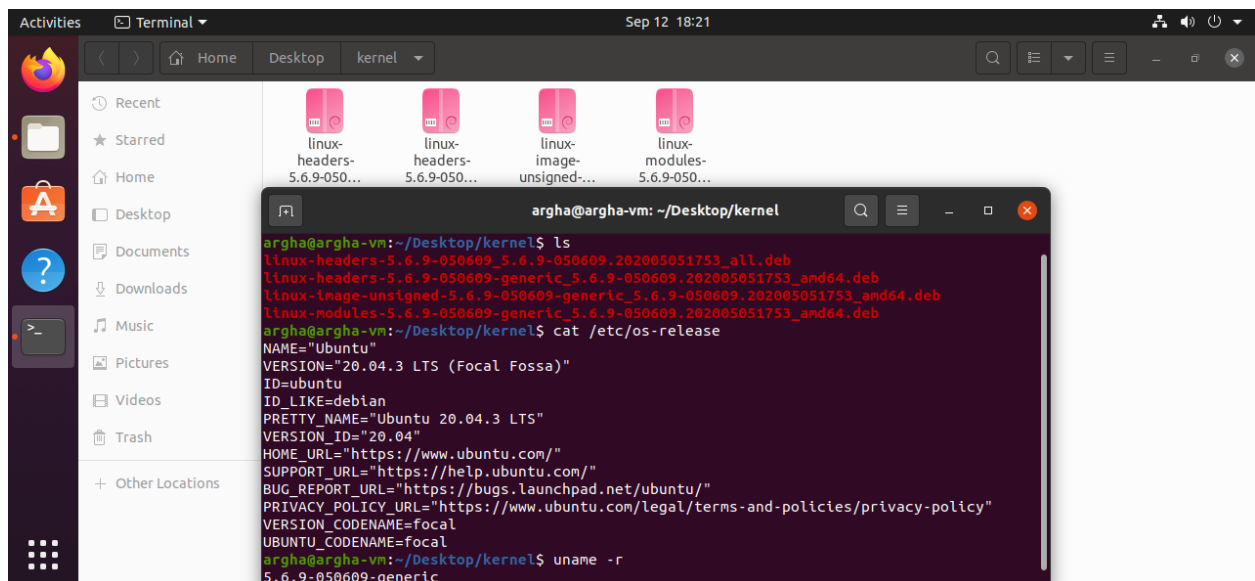 Activities
Terminal
Sep 12 18:21
Home
Desktop
kernel
Recent
Starred
Home
Desktop
Documents
Downloads
Music
Pictures
Videos
Trash
+ Other Locations
linux-
headers-
5.6.9-050...
linux-
headers-
5.6.9-050...
linux-
image-
unsigned-...
linux-
modules-
5.6.9-050...
argha@argha-vm: ~/Desktop/kernel
argha@argha-vm:~/Desktop/kernel$ ls
linux-headers-5.6.9-050609_5.6.9-050609.202005051753_all.deb
linux-headers-5.6.9-050609-generic_5.6.9-050609.202005051753_amd64.deb
linux-image-unsigned-5.6.9-050609-generic_5.6.9-050609.202005051753_amd64.deb
linux-modules-5.6.9-050609-generic_5.6.9-050609.202005051753_amd64.deb
argha@argha-vm:~/Desktop/kernel$ cat /etc/os-release
NAME="Ubuntu"
VERSION="20.04.3 LTS (Focal Fossa)"
ID=ubuntu
ID_LIKE=debian
PRETTY_NAME="Ubuntu 20.04.3 LTS"
VERSION_ID="20.04"
HOME_URL="https://www.ubuntu.com/"
SUPPORT_URL="https://help.ubuntu.com/"
BUG_REPORT_URL="https://bugs.launchpad.net/ubuntu/"
PRIVACY_POLICY_URL="https://www.ubuntu.com/legal/terms-and-policies/privacy-policy"
VERSION_CODENAME=focal
UBUNTU_CODENAME=focal
argha@argha-vm:~/Desktop/kernel$ uname -r
5.6.9-050609-generic